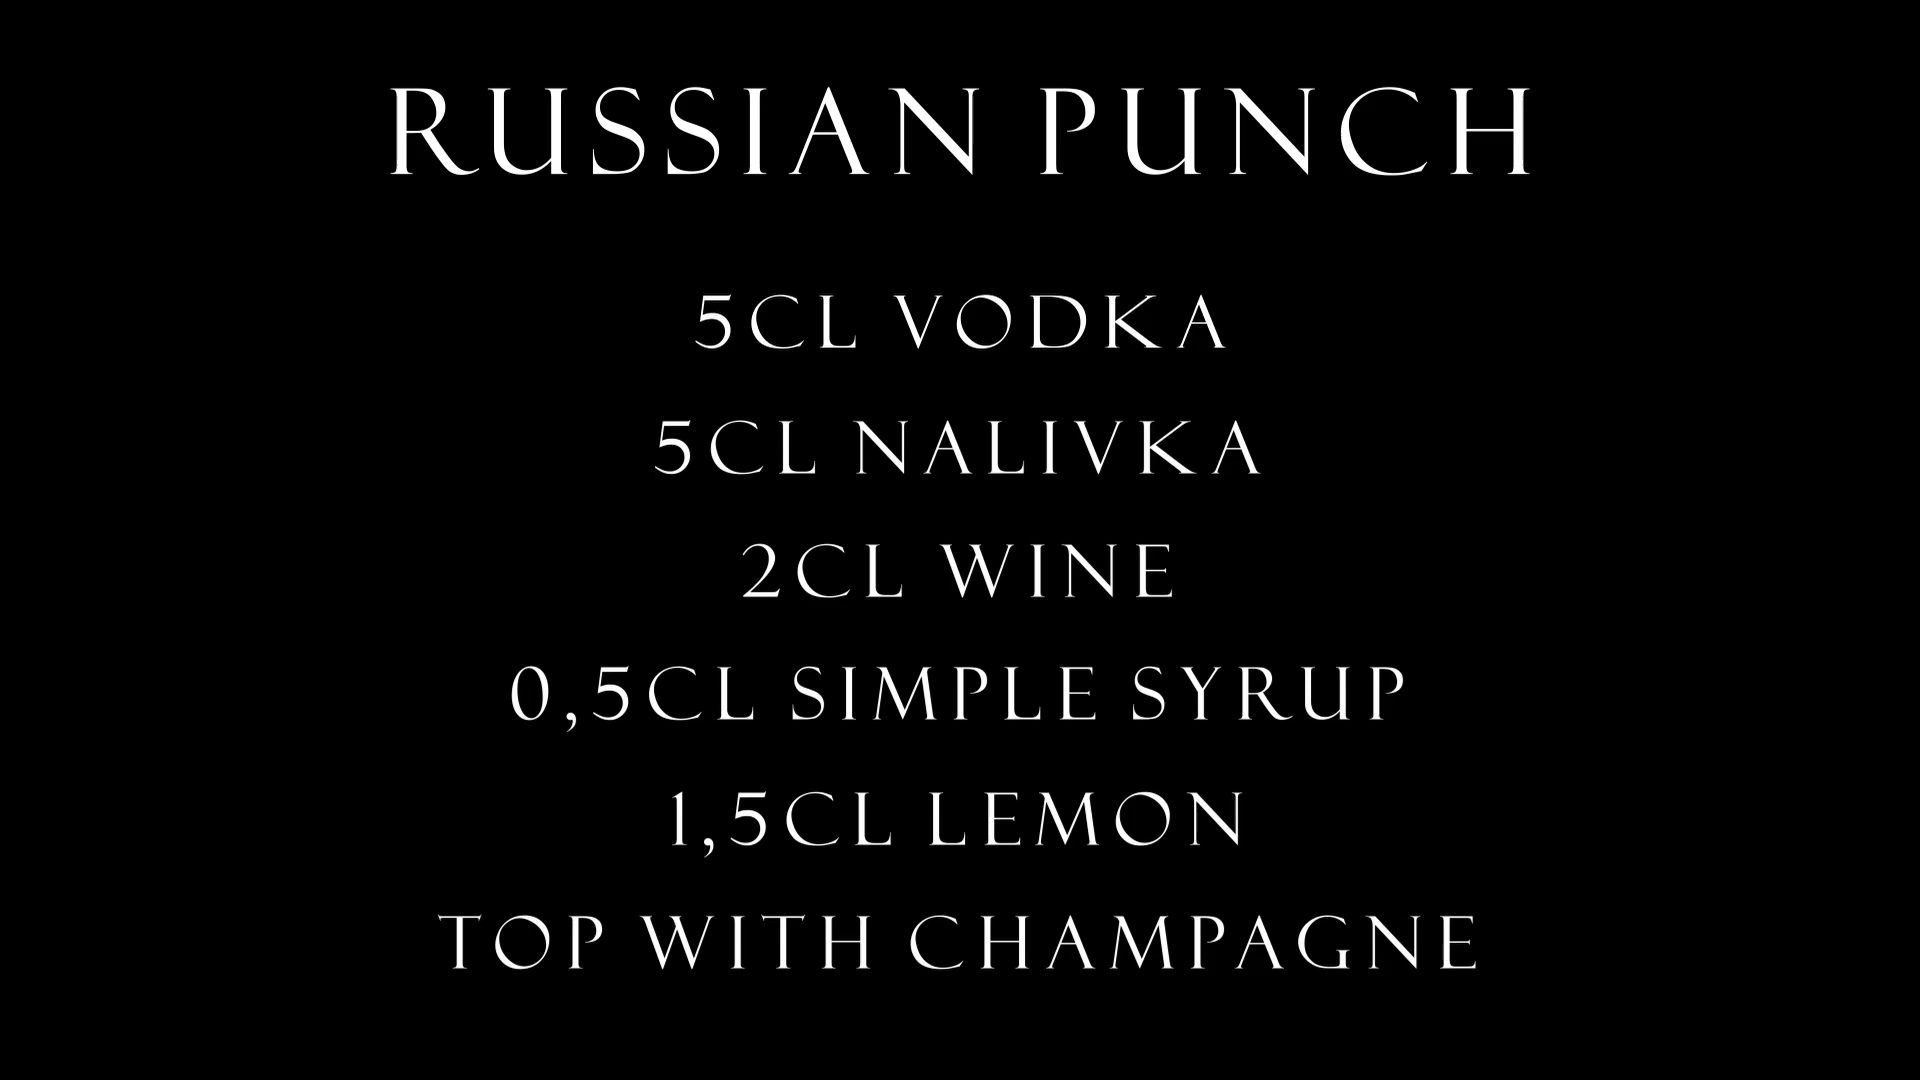 RUSSIAN PUNCH
5CL VODKA
5CL NALIVKA
2CL WINE
0,5CL SIMPLE SYRUP
1,5CL LEMON
TOP WITH CHAMPAGNE